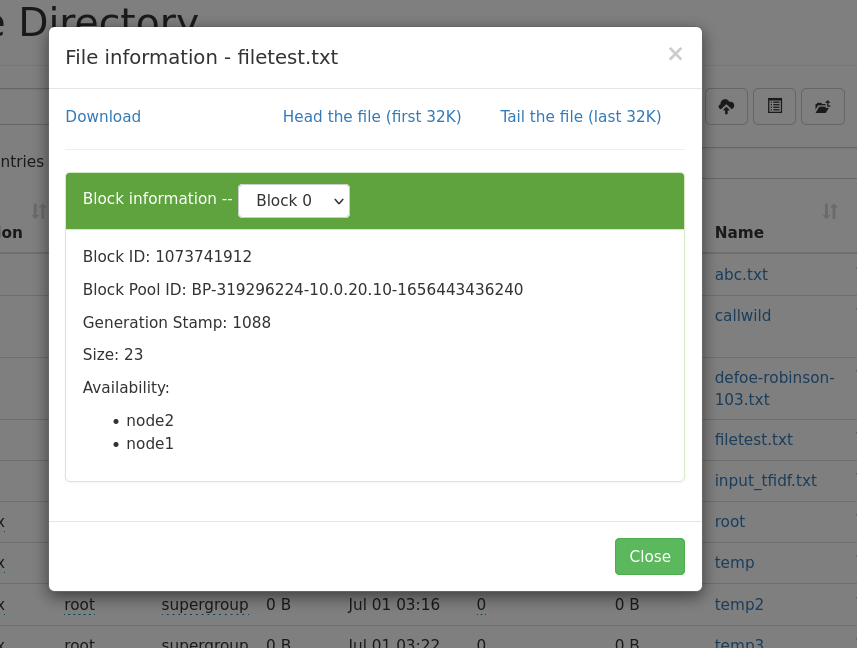 e Directory
File information - filetest.txt
×
Download Head the file (first 32K) Tail the file (last 32K)
ntries
Block information -- Block 0
on Name
Block ID: 1073741912
Block Pool ID: BP-319296224-10.0.20.10-1656443436240
Generation Stamp: 1088
Size: 23
Availability:
• node2
• node1
abc.txt
callwild
defoe-robinson-
103.txt
filetest.txt
input_tfidf.txt
x root
x temp
Close
x root supergroup 0 B Jul 01 03:16 0 0 B temp2
x root supergroup 0 B Jul 01 03:22 0 0 B temp3